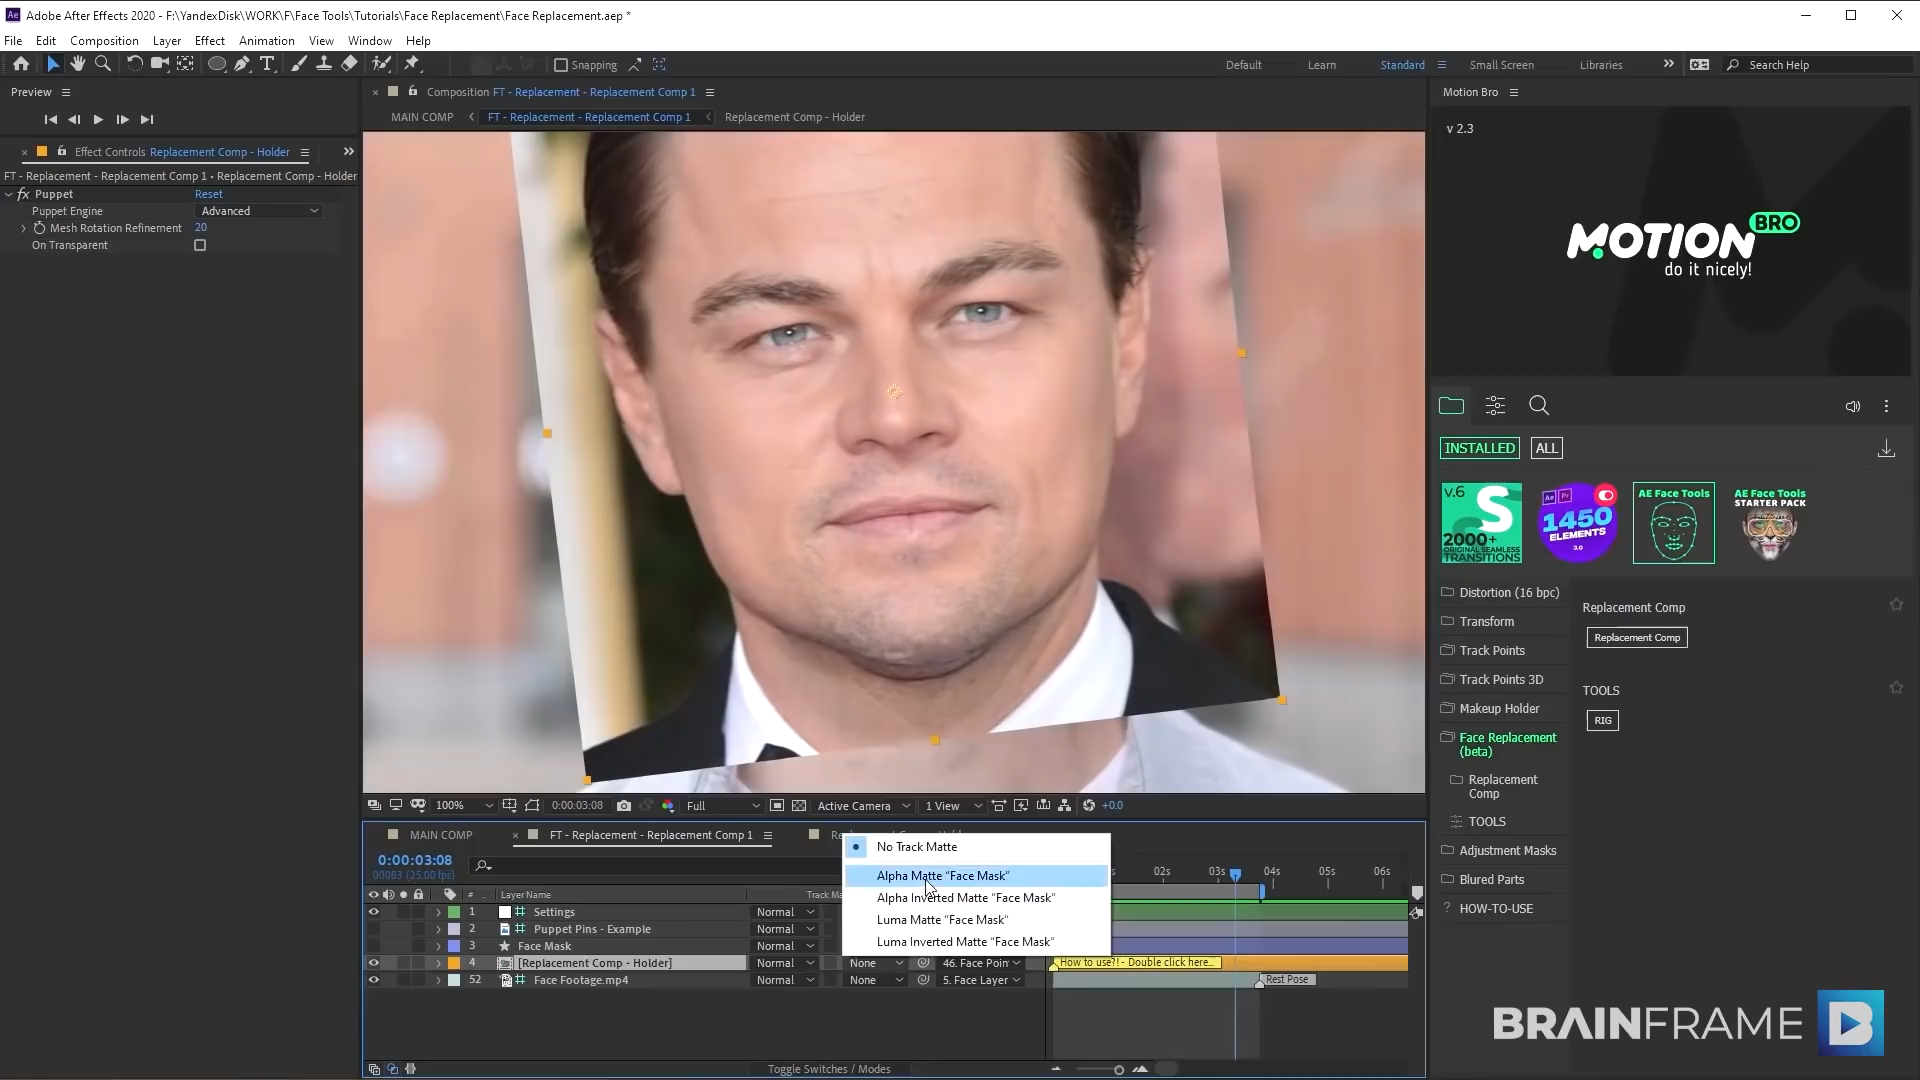 Adobe After Effects 2020 - F:\YandexDisk\WORK\F\Face Tools\Tutorials\Face Replacement\Face Replacement.aep *
File Edit Composition Layer Effect Animation View Window Help
Snapping
Default Learn Standard Small Screen Libraries
Search Help
Preview
Effect Controls Replacement Comp - Holder
FT - Replacement - Replacement Comp 1 • Replacement Comp - Holder
fx Puppet Reset
Puppet Engine Advanced
Mesh Rotation Refinement 20
On Transparent
Composition FT - Replacement - Replacement Comp 1
MAIN COMP FT - Replacement - Replacement Comp 1 Replacement Comp - Holder
100% 0:00:03:08 Full Active Camera 1 View +0.0
Motion Bro
v 2.3
MOTION BRO
do it nicely!
INSTALLED ALL
v.6
S
2000+
ORIGINAL SEAMLESS
TRANSITIONS
Ae Pr
1450
ELEMENTS
3.0
AE Face Tools
AE Face Tools
STARTER PACK
Distortion (16 bpc)
Transform
Track Points
Track Points 3D
Makeup Holder
Face Replacement
(beta)
Replacement
Comp
TOOLS
Adjustment Masks
Blured Parts
? HOW-TO-USE
Replacement Comp
Replacement Comp
TOOLS
RIG
MAIN COMP FT - Replacement - Replacement Comp 1
0:00:03:08
00083 (25.00 fps)
Layer Name
No Track Matte
Alpha Matte "Face Mask"
Alpha Inverted Matte "Face Mask"
Luma Matte "Face Mask"
Luma Inverted Matte "Face Mask"
02s 03s 04s 05s 06s
1 Settings Normal
2 Puppet Pins - Example Normal
3 Face Mask Normal
4 [Replacement Comp - Holder] Normal None 46. Face Poin
How to use?! - Double click here...
52 Face Footage.mp4 Normal None 5. Face Layer
Rest Pose
Toggle Switches / Modes
BRAINFRAME